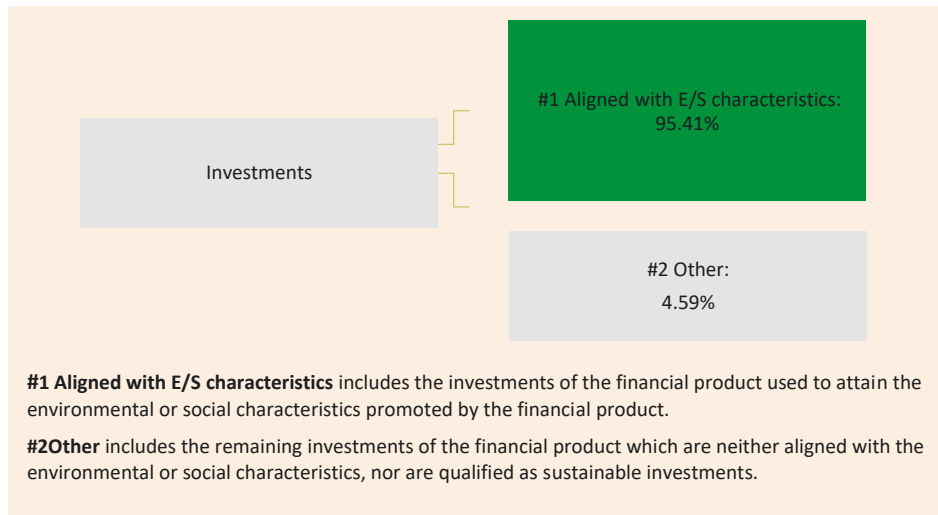 #1 Aligned with E/S characteristics:
95.41%
Investments
#2 Other:
4.59%
#1 Aligned with E/S characteristics includes the investments of the financial product used to attain the
environmental or social characteristics promoted by the financial product.
#2Other includes the remaining investments of the financial product which are neither aligned with the
environmental or social characteristics, nor are qualified as sustainable investments.